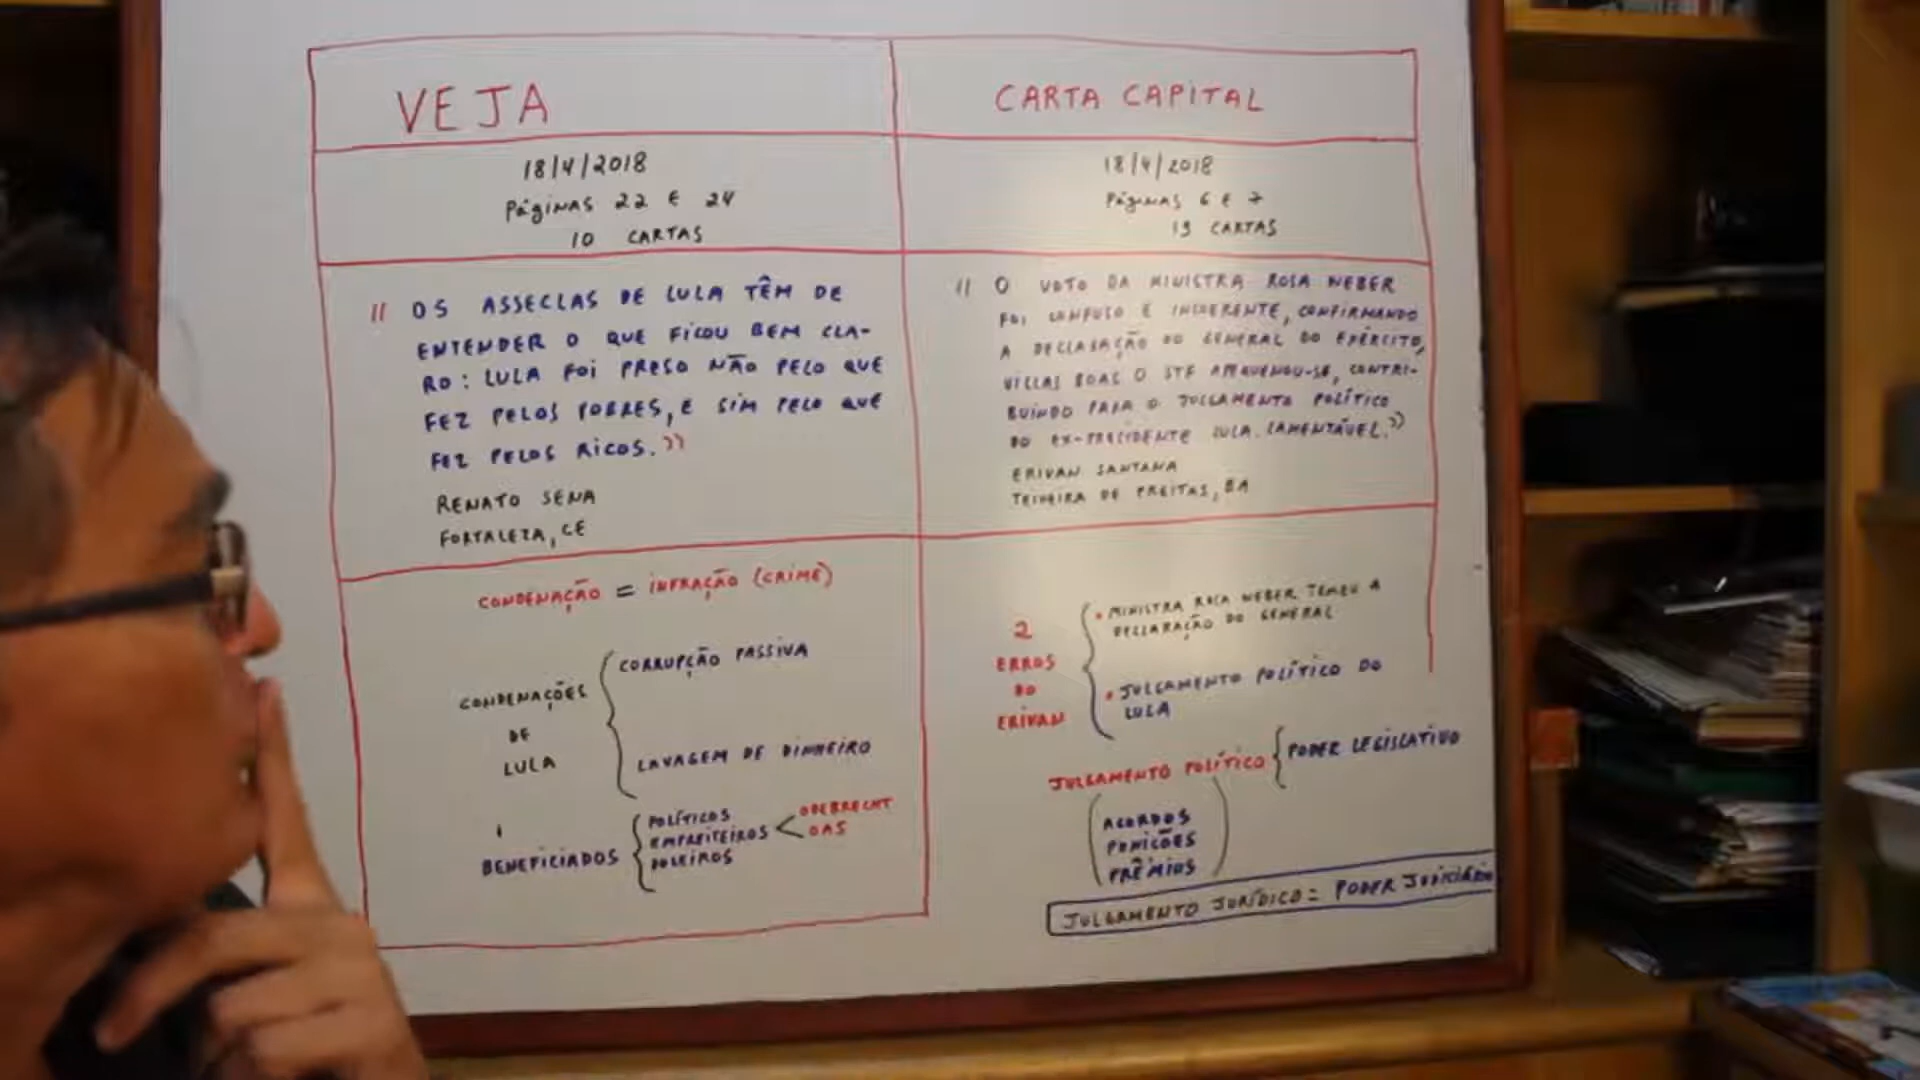 VEJA
18/4/2018
Páginas 22 E 24
10 CARTAS
" OS ASSECLAS DE LULA TÊM DE
ENTENDER O QUE FICOU BEM CLA-
RO: LULA FOI PRESO NÃO PELO QUE
FEZ PELOS POBRES, E SIM PELO QUE
FEZ PELOS RICOS."
RENATO SENA
FORTALEZA, CE
CONDENAÇÃO = INFRAÇÃO (CRIME)
CONDENAÇÕES
DE
LULA
CORRUPÇÃO PASSIVA
LAVAGEM DE DINHEIRO
BENEFICIADOS
POLÍTICOS
EMPREITEIROS
DOLEIROS
ODEBRECHT
OAS
CARTA CAPITAL
18/4/2018
Páginas 6 E 7
CARTAS
" O VOTO DA MINISTRA ROSA WEBER
FOI CONFUSO E INCOERENTE, CONFIRMANDO
A DECLARAÇÃO DO GENERAL DO EXÉRCITO,
VILLAS BOAS O STF APEQUENOU-SE, CONTRI-
BUINDO PARA O JULGAMENTO POLÍTICO
DO EX-PRESIDENTE LULA. LAMENTÁVEL."
ERIVAN SANTANA
TEIXEIRA DE FREITAS, BA
2
ERROS
DO
ERIVAN
• MINISTRA ROSA WEBER TEMEU A
DECLARAÇÃO DO GENERAL
• JULGAMENTO POLÍTICO DO
LULA
JULGAMENTO POLÍTICO { PODER LEGISLATIVO
(ACORDOS
PUNIÇÕES
PRÊMIOS)
JULGAMENTO JURÍDICO = PODER JUDICIÁRIO